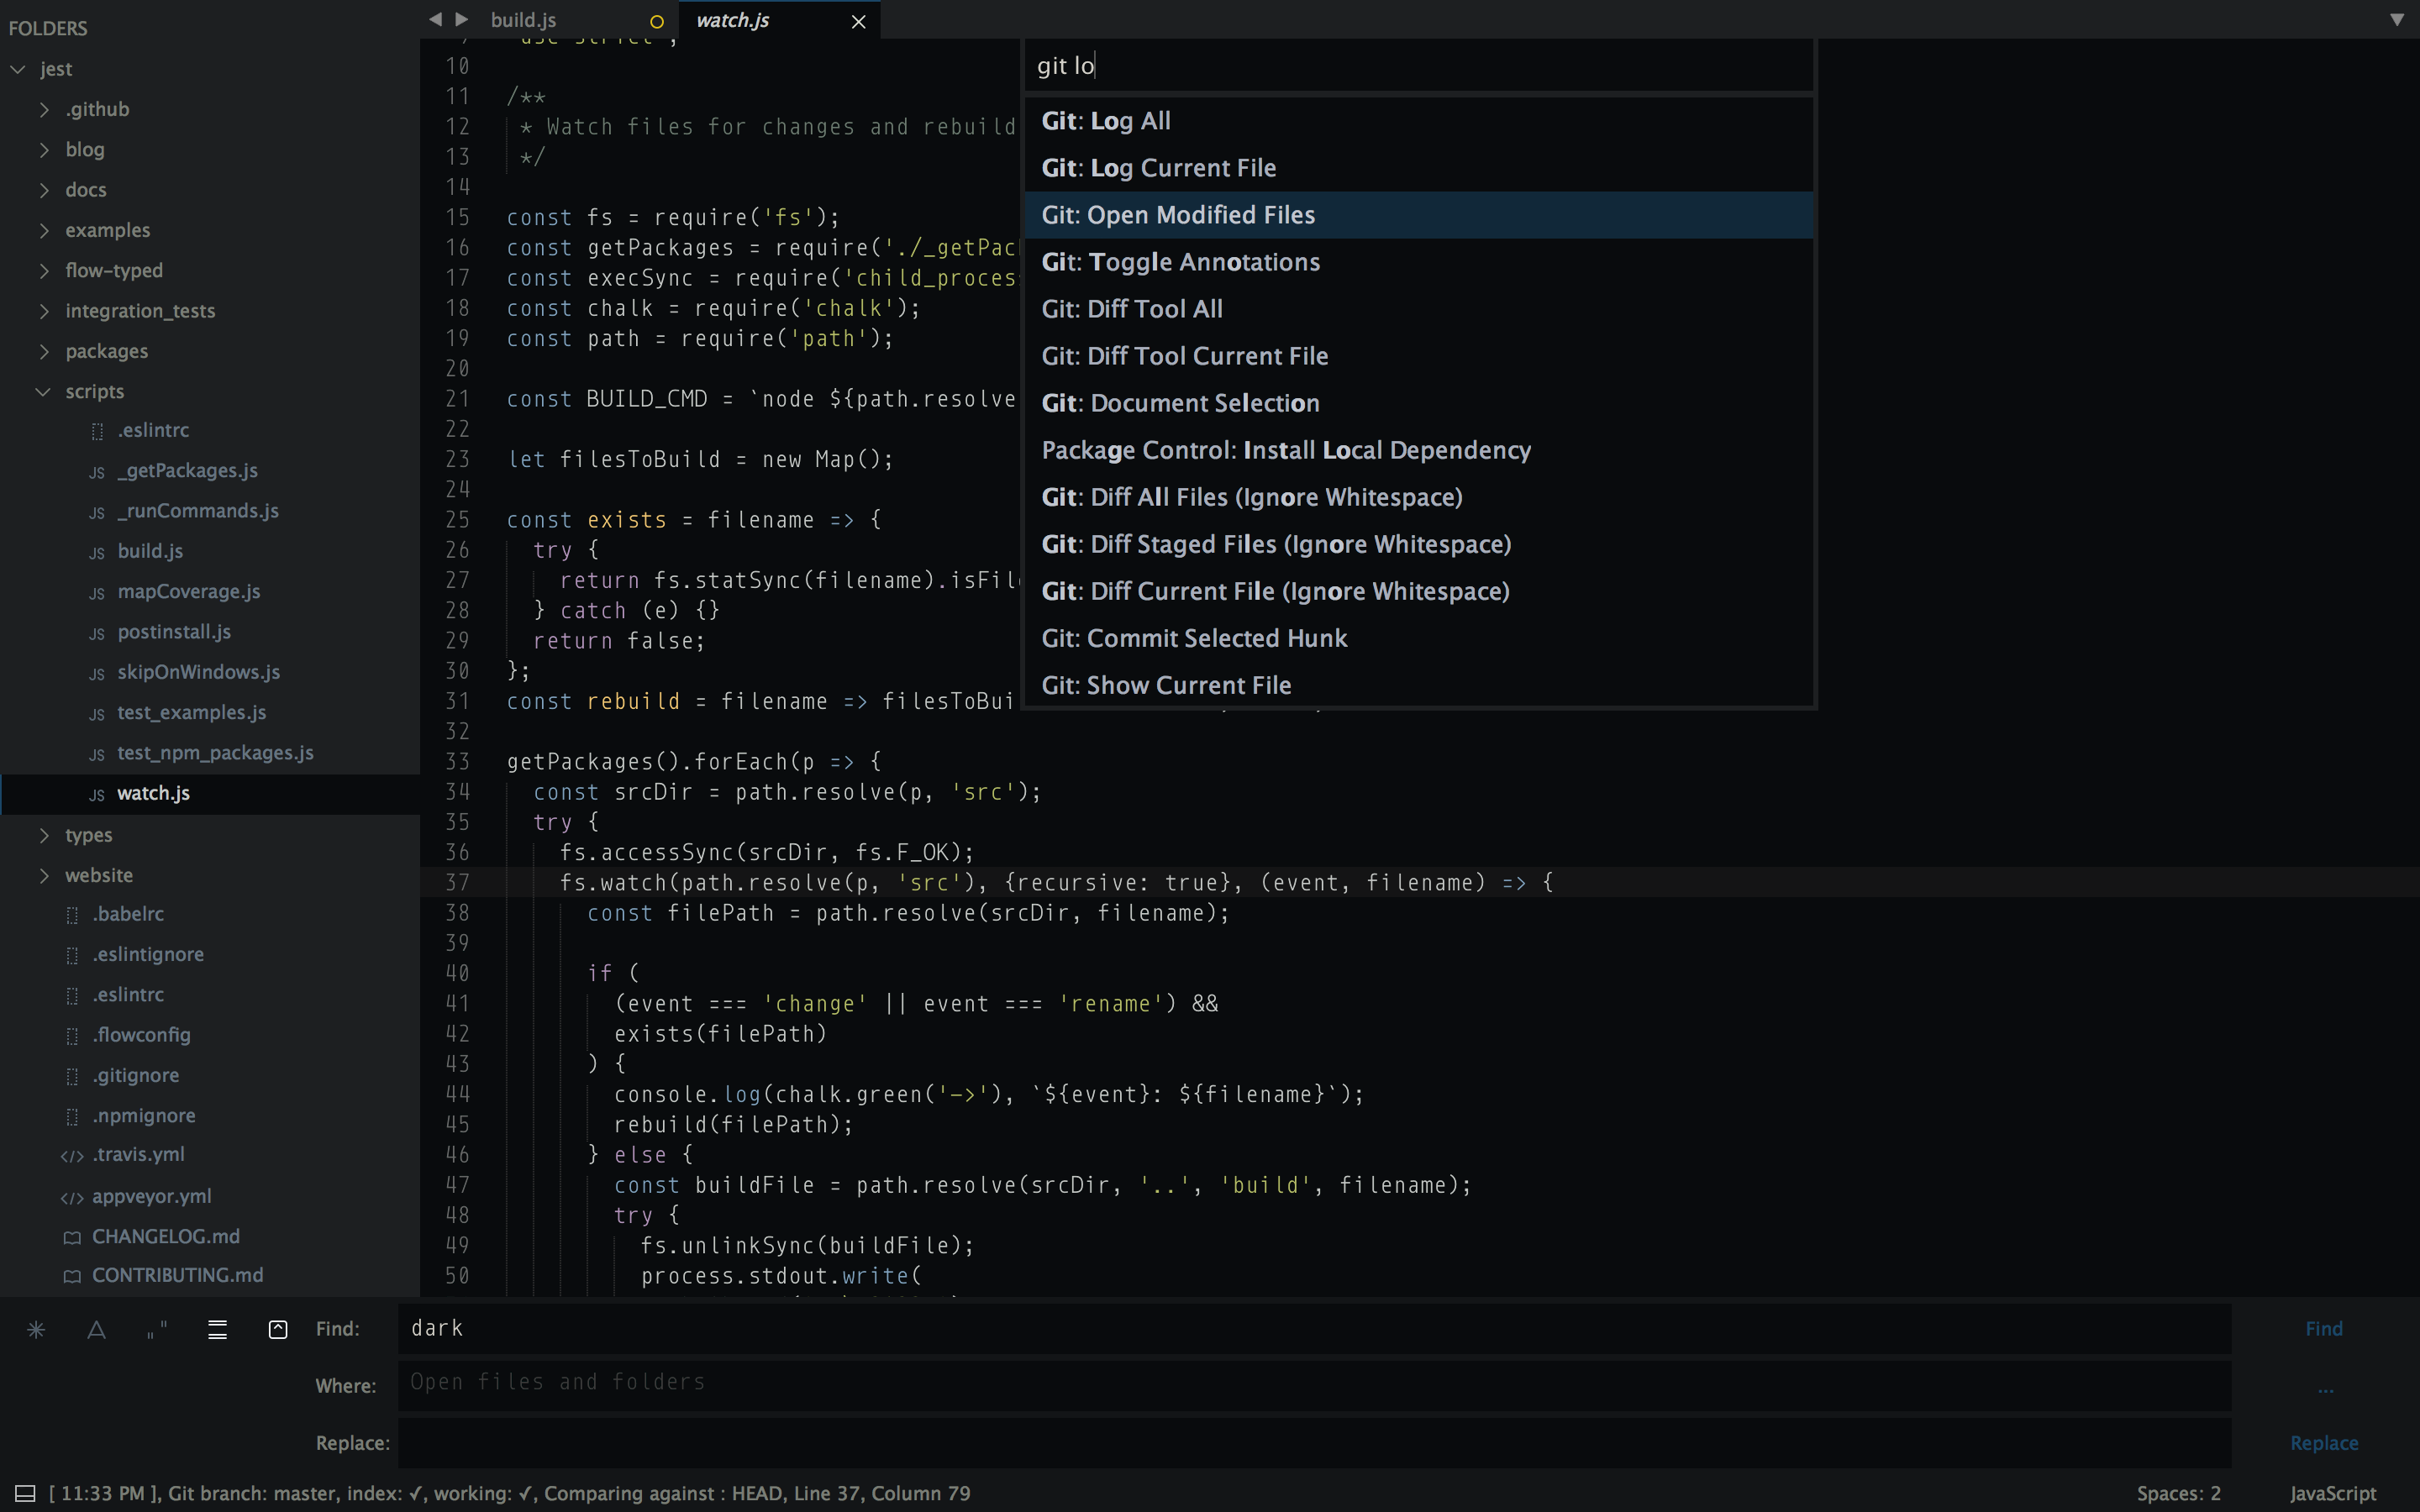 FOLDERS
jest
.github
blog
docs
examples
flow-typed
integration_tests
packages
scripts
.eslintrc
JS _getPackages.js
JS _runCommands.js
JS build.js
JS mapCoverage.js
JS postinstall.js
JS skipOnWindows.js
JS test_examples.js
JS test_npm_packages.js
JS watch.js
types
website
.babelrc
.eslintignore
.eslintrc
.flowconfig
.gitignore
.npmignore
</> .travis.yml
</> appveyor.yml
CHANGELOG.md
CONTRIBUTING.md
build.js
watch.js
10
11 /**
12 * Watch files for changes and rebuild
13 */
14
15 const fs = require('fs');
16 const getPackages = require('./_getPac
17 const execSync = require('child_proces
18 const chalk = require('chalk');
19 const path = require('path');
20
21 const BUILD_CMD = `node ${path.resolve
22
23 let filesToBuild = new Map();
24
25 const exists = filename => {
26 try {
27 return fs.statSync(filename).isFil
28 } catch (e) {}
29 return false;
30 };
31 const rebuild = filename => filesToBui
32
33 getPackages().forEach(p => {
34 const srcDir = path.resolve(p, 'src');
35 try {
36 fs.accessSync(srcDir, fs.F_OK);
37 fs.watch(path.resolve(p, 'src'), {recursive: true}, (event, filename) => {
38 const filePath = path.resolve(srcDir, filename);
39
40 if (
41 (event === 'change' || event === 'rename') &&
42 exists(filePath)
43 ) {
44 console.log(chalk.green('->'), `${event}: ${filename}`);
45 rebuild(filePath);
46 } else {
47 const buildFile = path.resolve(srcDir, '..', 'build', filename);
48 try {
49 fs.unlinkSync(buildFile);
50 process.stdout.write(
git lo
Git: Log All
Git: Log Current File
Git: Open Modified Files
Git: Toggle Annotations
Git: Diff Tool All
Git: Diff Tool Current File
Git: Document Selection
Package Control: Install Local Dependency
Git: Diff All Files (Ignore Whitespace)
Git: Diff Staged Files (Ignore Whitespace)
Git: Diff Current File (Ignore Whitespace)
Git: Commit Selected Hunk
Git: Show Current File
Find: dark Find
Where: Open files and folders ...
Replace: Replace
[ 11:33 PM ], Git branch: master, index: ✓, working: ✓, Comparing against : HEAD, Line 37, Column 79
Spaces: 2 JavaScript